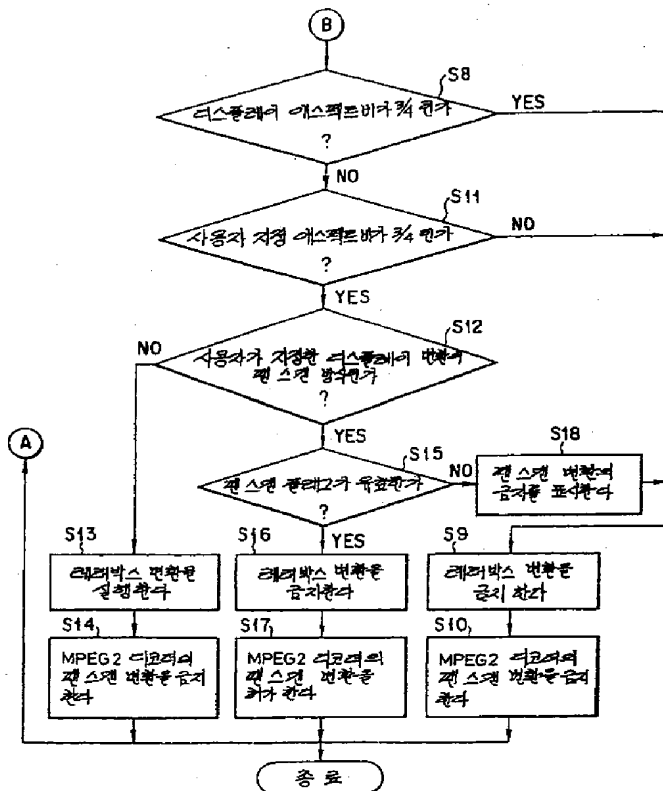 B
S8
디스플레이 애스펙트비가 3/4 인가
?
YES
NO
S11
사용자 지정 애스펙트비가 3/4 인가
?
NO
YES
S12
사용자가 지정한 디스플레이 변환이
팬 스캔 방식인가
?
NO
YES
A
S15
팬 스캔 플래그가 유효한가
?
NO
YES
S18
팬 스캔 변환의
금지를 표시한다
S13
레터박스 변환을
실행한다
S16
레터박스 변환을
금지한다
S9
레터박스 변환을
금지 한다
S14
MPEG2 디코더의
팬 스캔 변환을 금지
한다
S17
MPEG2 디코더의
팬 스캔 변환을
허가 한다
S10
MPEG2 디코더의
팬 스캔 변환을 금지
한다
종료